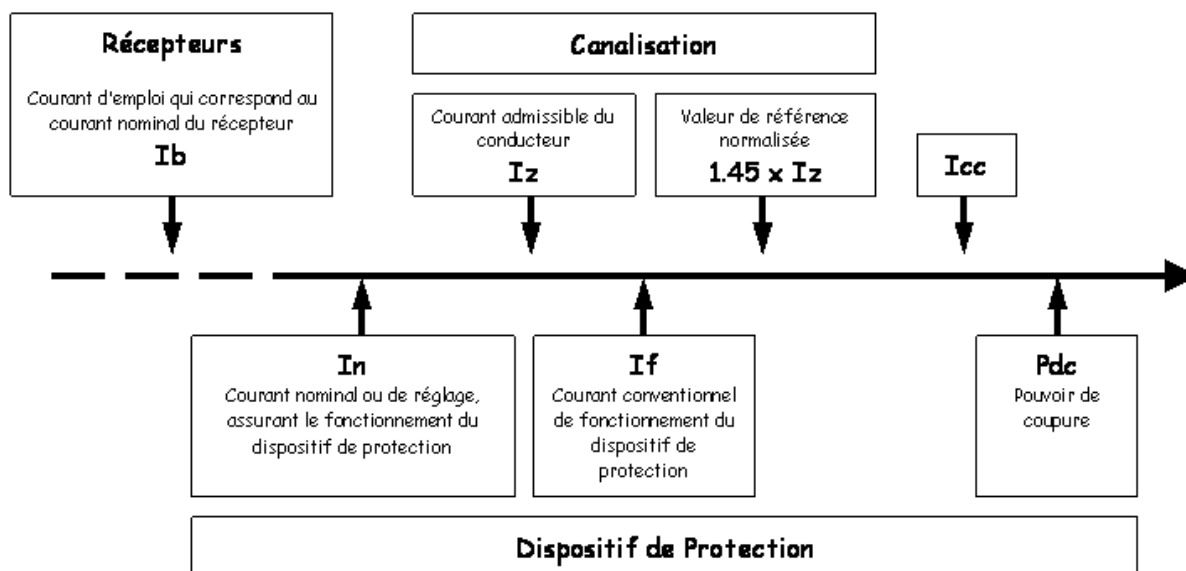 Récepteurs
Courant d'emploi qui correspond au
courant nominal du récepteur
Ib
Canalisation
Courant admissible du
conducteur
Iz
Valeur de référence
normalisée
1.45 x Iz
Icc
In
Courant nominal ou de réglage,
assurant le fonctionnement du
dispositif de protection
If
Courant conventionnel
de fonctionnement du
dispositif de
protection
Pdc
Pouvoir de
coupure
Dispositif de Protection